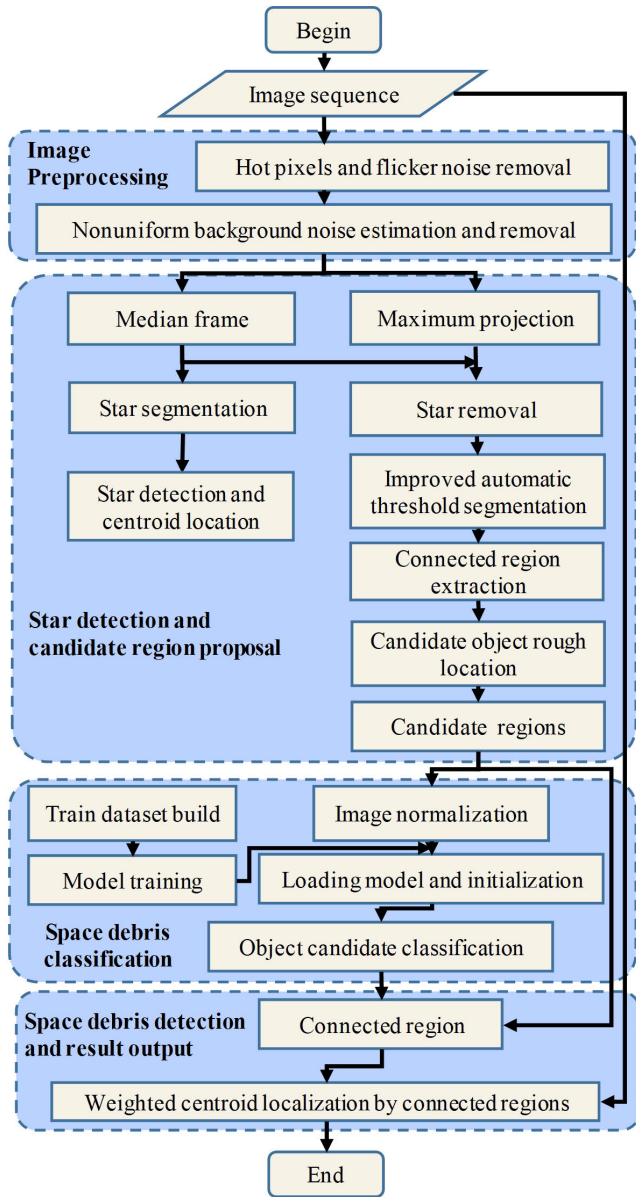 Begin
Image sequence
Image
Preprocessing
Hot pixels and flicker noise removal
Nonuniform background noise estimation and removal
Median frame
Maximum projection
Star segmentation
Star removal
Star detection and
centroid location
Improved automatic
threshold segmentation
Connected region
extraction
Star detection and
candidate region proposal
Candidate object rough
location
Candidate regions
Train dataset build
Image normalization
Model training
Loading model and initialization
Space debris
classification
Object candidate classification
Space debris detection
and result output
Connected region
Weighted centroid localization by connected regions
End